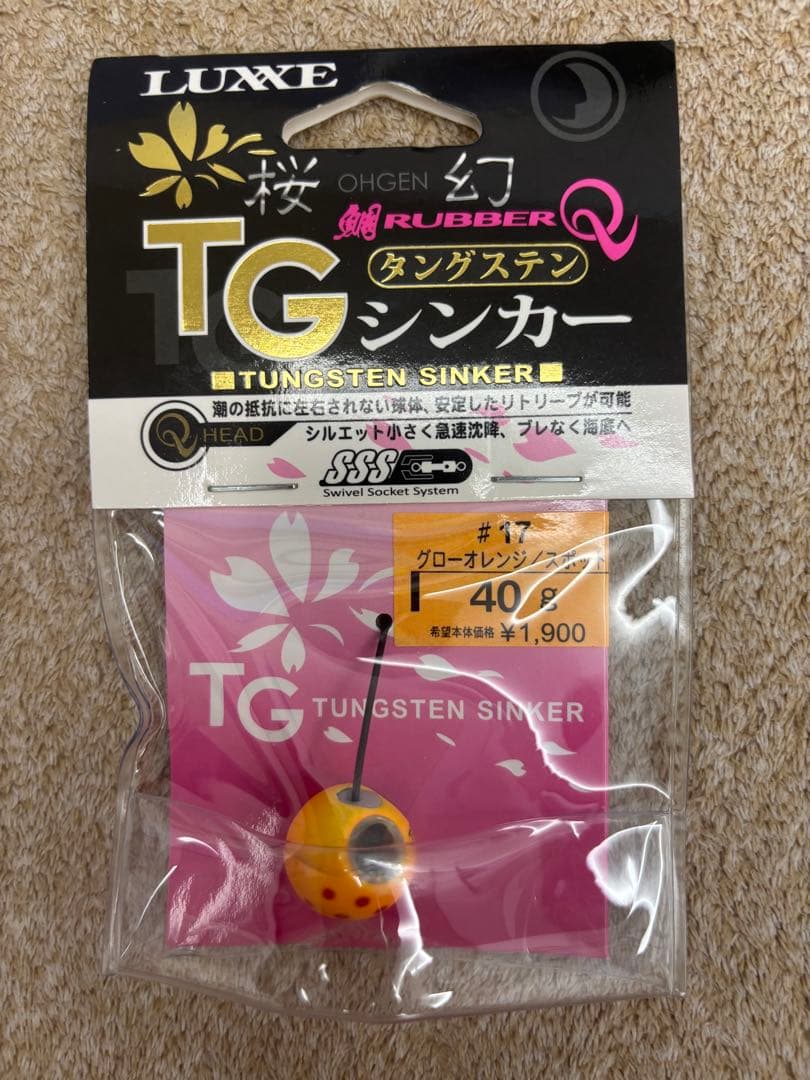 LUXXE
桜 OHGEN 幻
鯛RUBBER Q
TG タングステン
シンカー
TUNGSTEN SINKER
潮の抵抗に左右されない球体、安定したリトリーブが可能
Q HEAD シルエット小さく急速沈降、ブレなく海底へ
SSS
Swivel Socket System
#17
グローオレンジ/スポット
40 g
希望本体価格 ¥1,900
TG TUNGSTEN SINKER